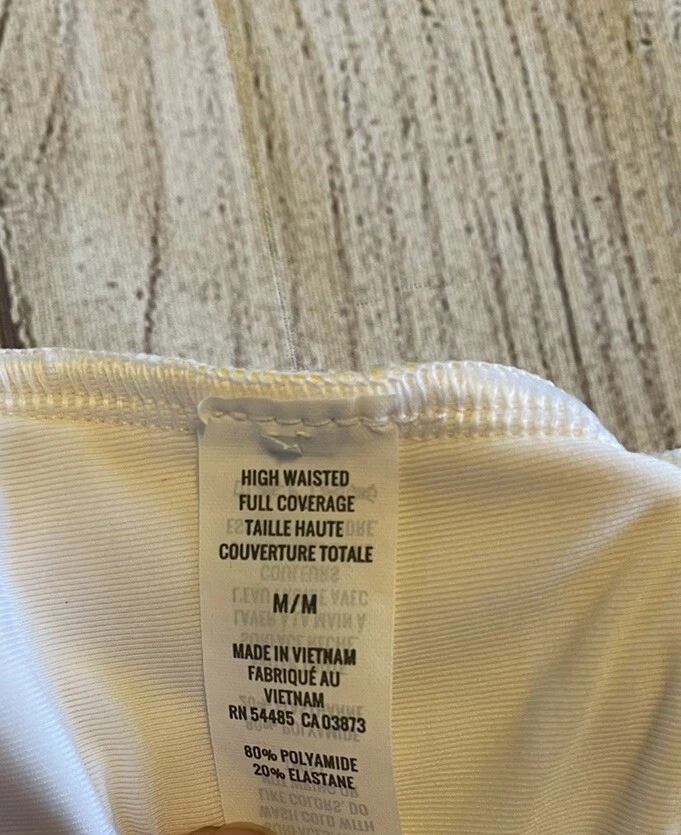 HIGH WAISTED
FULL COVERAGE
TAILLE HAUTE
COUVERTURE TOTALE
M/M
MADE IN VIETNAM
FABRIQUÉ AU
VIETNAM
RN 54485 CA 03873
80% POLYAMIDE
20% ELASTANE